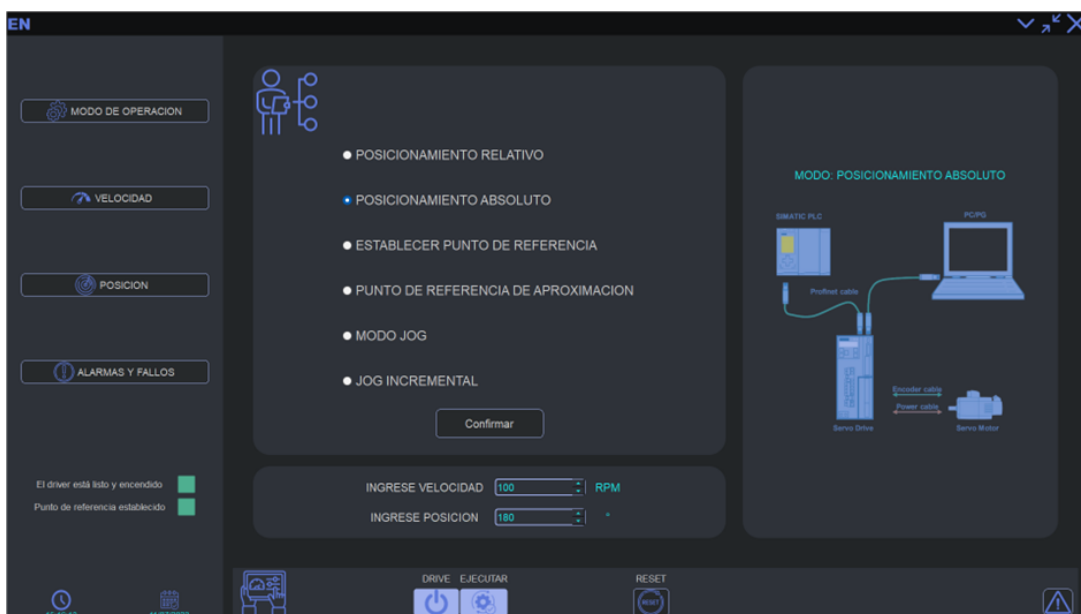 EN
MODO DE OPERACION
VELOCIDAD
POSICION
ALARMAS Y FALLOS
El driver está listo y encendido
Punto de referencia establecido
POSICIONAMIENTO RELATIVO
POSICIONAMIENTO ABSOLUTO
ESTABLECER PUNTO DE REFERENCIA
PUNTO DE REFERENCIA DE APROXIMACION
MODO JOG
JOG INCREMENTAL
Confirmar
INGRESE VELOCIDAD 100 RPM
INGRESE POSICION 180 °
MODO: POSICIONAMIENTO ABSOLUTO
SIMATIC PLC
PC/PG
Profinet cable
Encoder cable
Power cable
Servo Drive
Servo Motor
DRIVE EJECUTAR
RESET
RESET